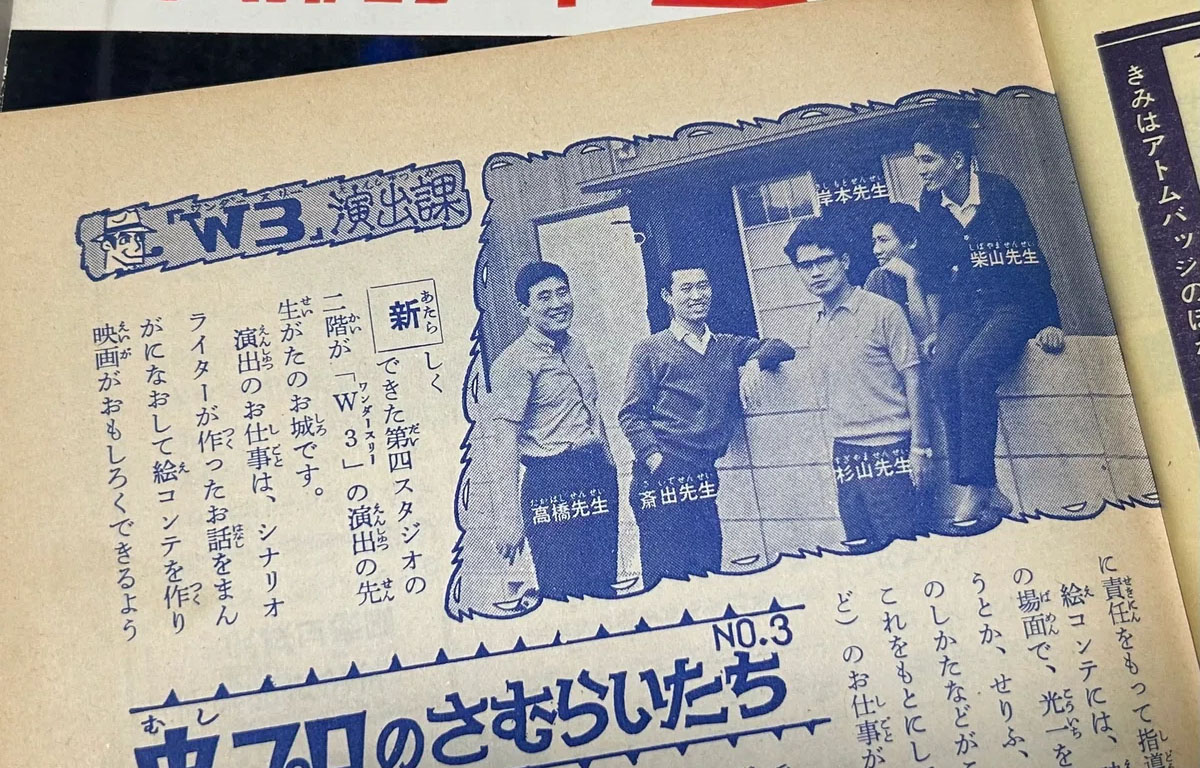 「W3」演出課
新しくできた第四スタジオの
二階が「W3」の演出の先
生がたのお城です。
演出のお仕事は、シナリオ
ライターが作ったお話をまん
がになおして絵コンテを作り
映画がおもしろくできるよう
高橋先生
斎出先生
杉山先生
岸本先生
柴山先生
に責任をもって指導
絵コンテには、
の場面で、光一を
うとか、せりふ、
のしかたなどが
これをもとにし
ど）のお仕事が
NO.3
虫プロのさむらいたち
きみはアトムバッジのほ